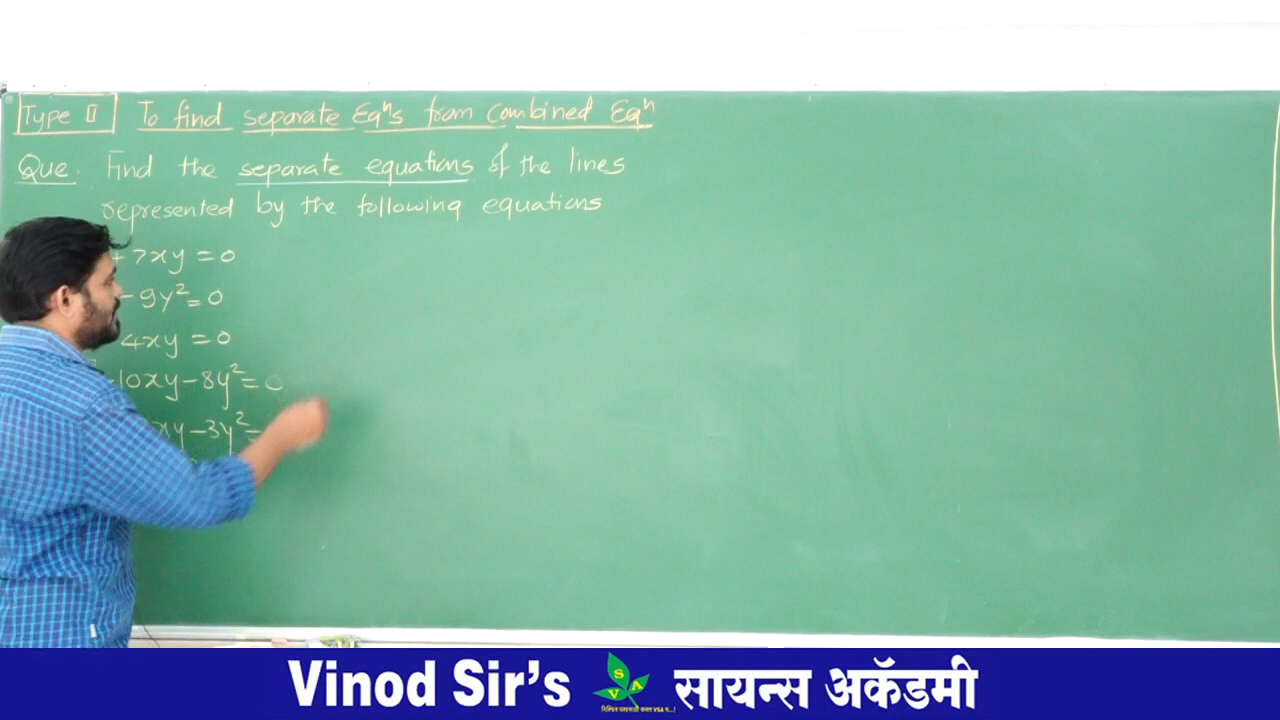 Type II To find separate Eqⁿs from Combined Eqⁿ
Que. Find the separate equations of the lines
represented by the following equations
+ 7xy = 0
- 9y² = 0
4xy = 0
10xy - 8y² = 0
xy - 3y² =
Vinod Sir's SVA सायन्स अकॅडमी